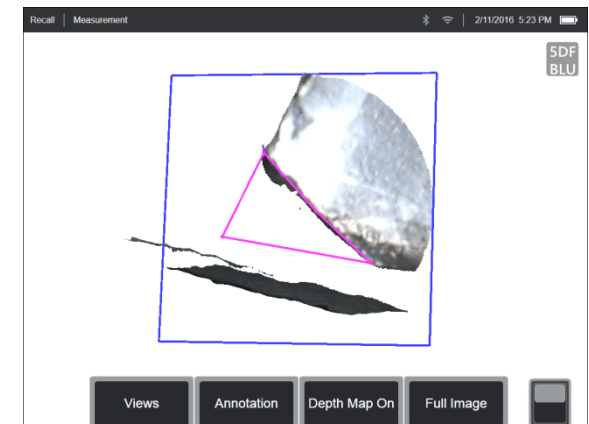 Recall | Measurement 2/11/2016 5:23 PM
5DF
BLU
Views Annotation Depth Map On Full Image